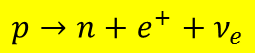 p → n + e⁺ + νₑ